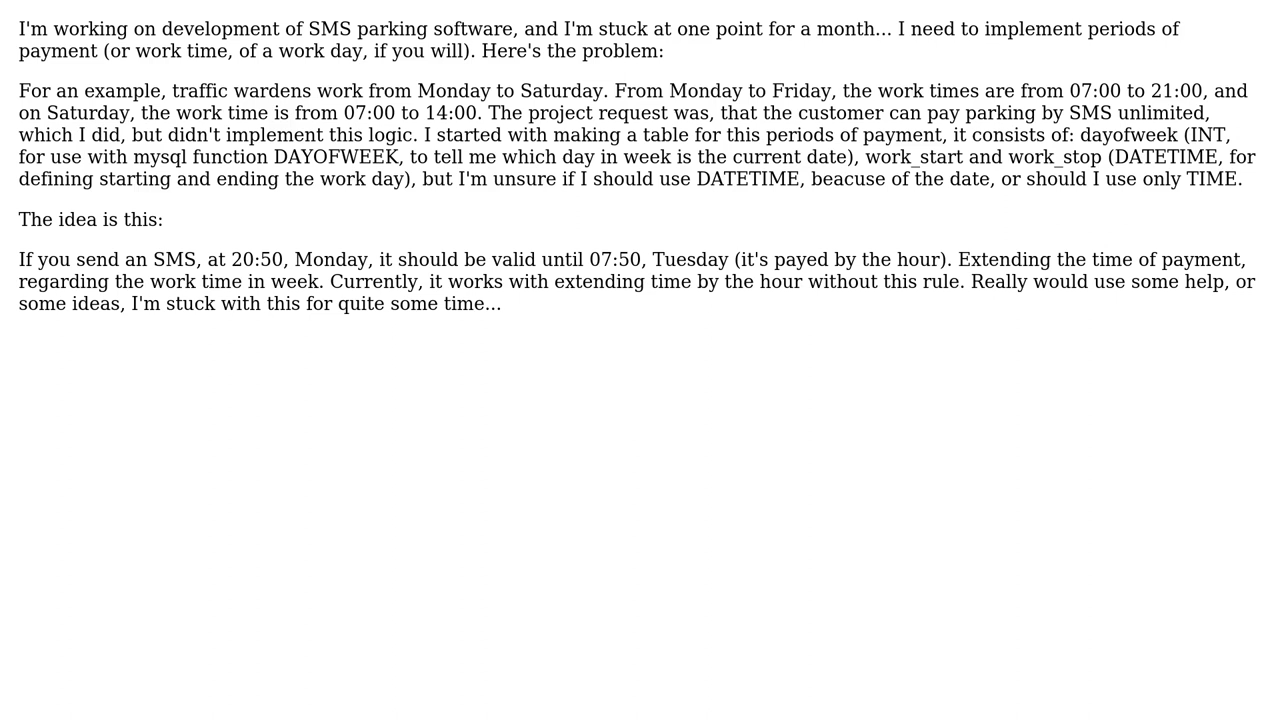 I'm working on development of SMS parking software, and I'm stuck at one point for a month... I need to implement periods of
payment (or work time, of a work day, if you will). Here's the problem:
For an example, traffic wardens work from Monday to Saturday. From Monday to Friday, the work times are from 07:00 to 21:00, and
on Saturday, the work time is from 07:00 to 14:00. The project request was, that the customer can pay parking by SMS unlimited,
which I did, but didn't implement this logic. I started with making a table for this periods of payment, it consists of: dayofweek (INT,
for use with mysql function DAYOFWEEK, to tell me which day in week is the current date), work_start and work_stop (DATETIME, for
defining starting and ending the work day), but I'm unsure if I should use DATETIME, beacuse of the date, or should I use only TIME.
The idea is this:
If you send an SMS, at 20:50, Monday, it should be valid until 07:50, Tuesday (it's payed by the hour). Extending the time of payment,
regarding the work time in week. Currently, it works with extending time by the hour without this rule. Really would use some help, or
some ideas, I'm stuck with this for quite some time...